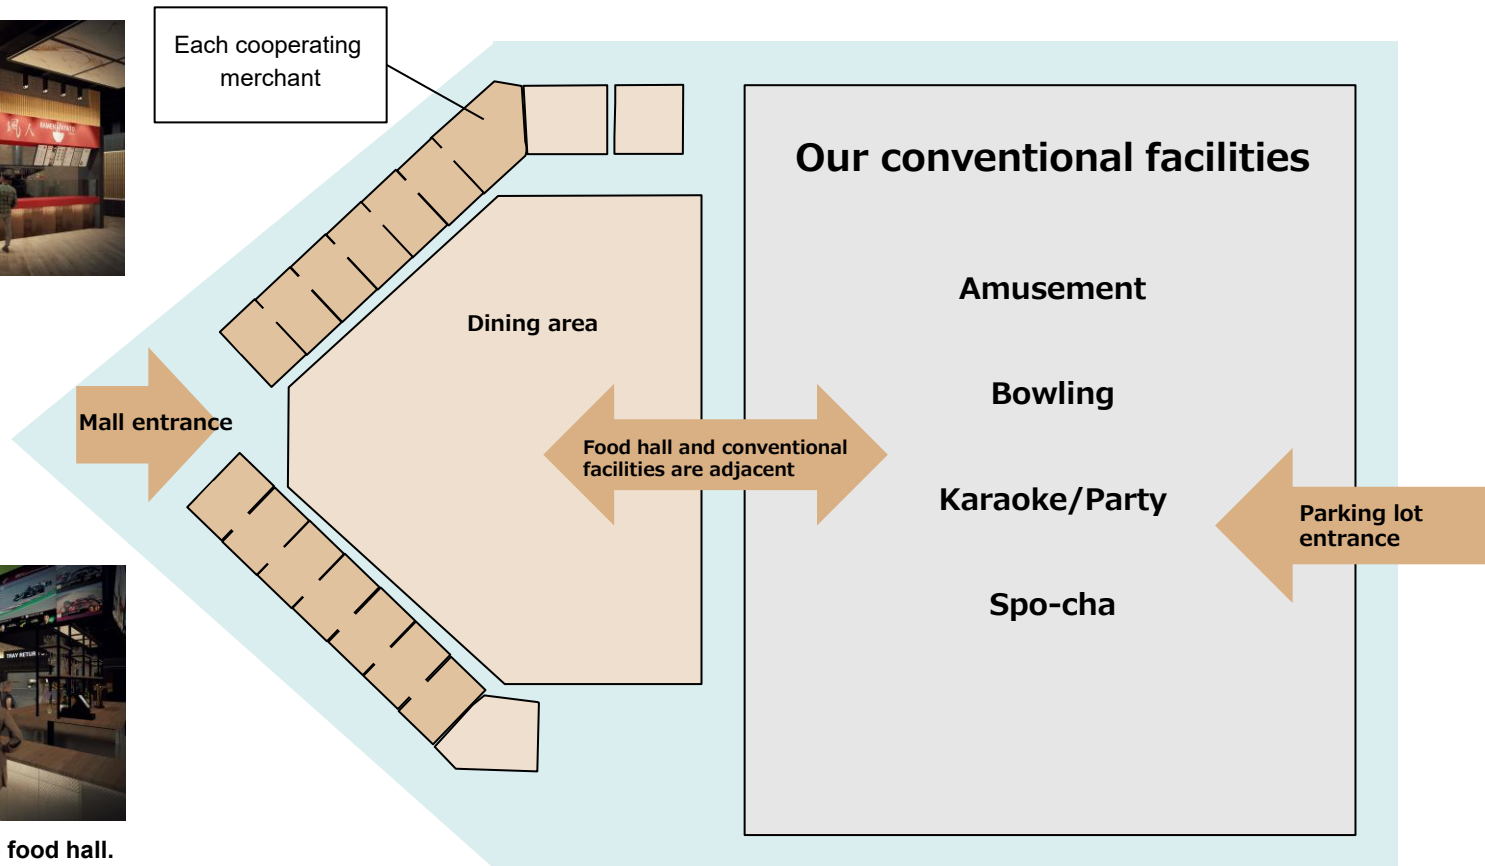 Each cooperating
merchant
Our conventional facilities
Amusement
Dining area
Bowling
Mall entrance
Food hall and conventional
facilities are adjacent
Karaoke/Party
Parking lot
entrance
Spo-cha
food hall.